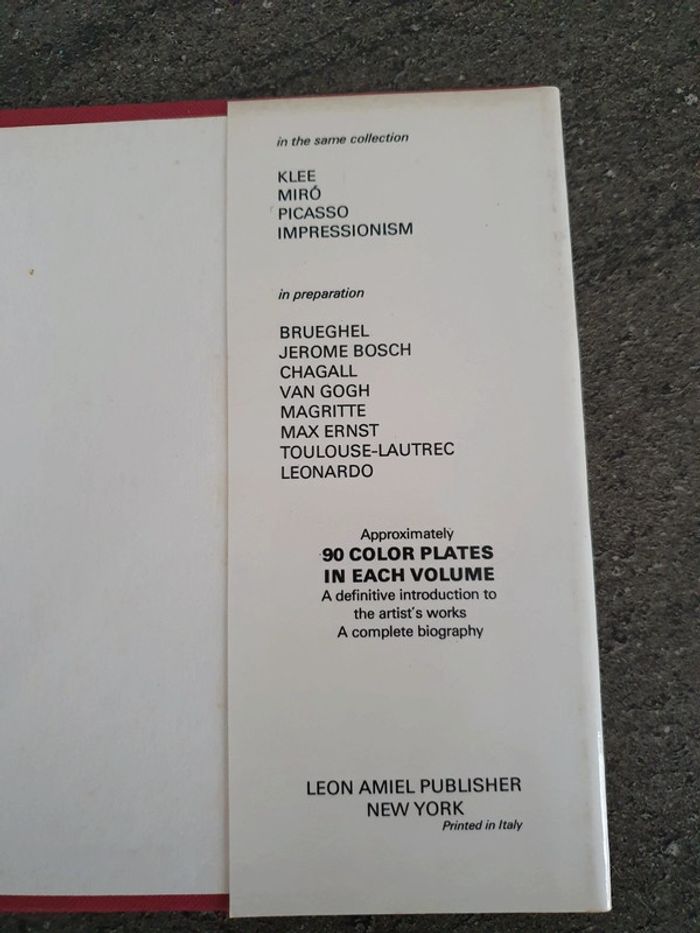 in the same collection
KLEE
MIRÓ
PICASSO
IMPRESSIONISM
in preparation
BRUEGHEL
JEROME BOSCH
CHAGALL
VAN GOGH
MAGRITTE
MAX ERNST
TOULOUSE-LAUTREC
LEONARDO
Approximately
90 COLOR PLATES
IN EACH VOLUME
A definitive introduction to
the artist's works
A complete biography
LEON AMIEL PUBLISHER
NEW YORK
Printed in Italy